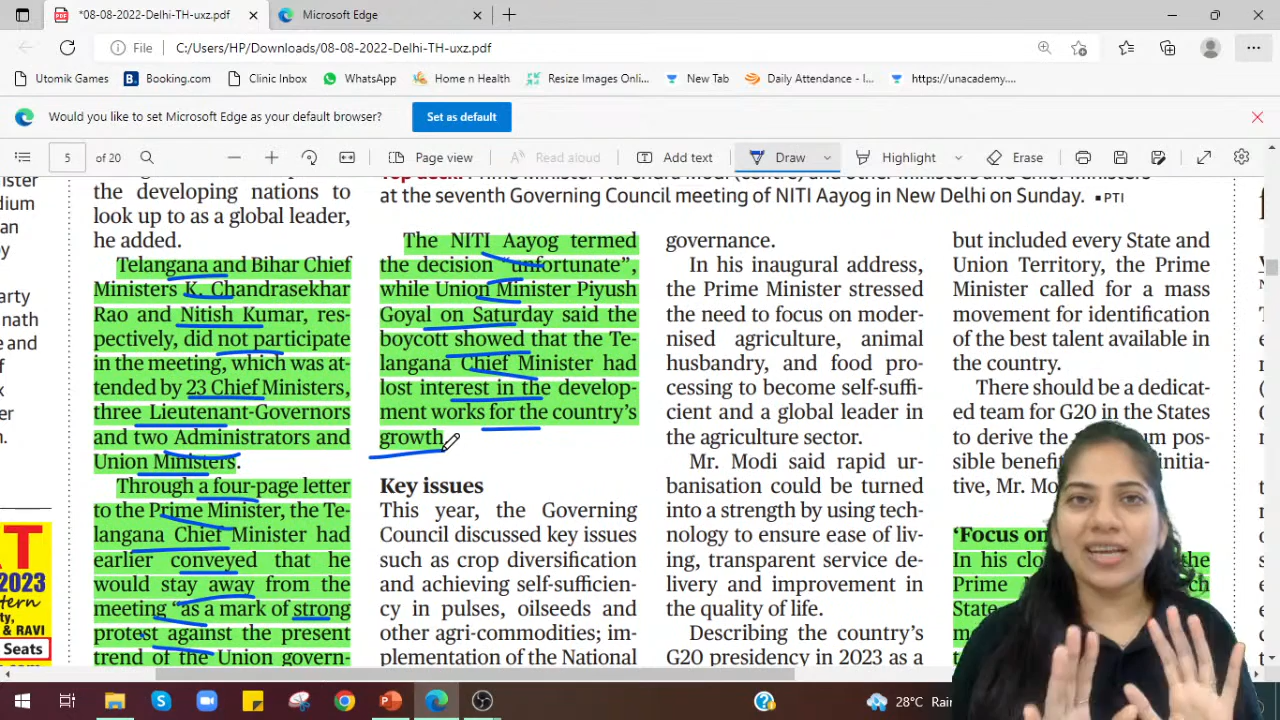 *08-08-2022-Delhi-TH-uxz.pdf
Microsoft Edge
File C:/Users/HP/Downloads/08-08-2022-Delhi-TH-uxz.pdf
Utomik Games Booking.com Clinic Inbox WhatsApp Home n Health Resize Images Onli... New Tab Daily Attendance - I... https://unacademy....
Would you like to set Microsoft Edge as your default browser? Set as default
5 of 20 Page view Read aloud Add text Draw Highlight Erase
ister
dium
an
by
arty
nath
e and
x
er
n.
T
2023
tern
ty,
& RAVI
Seats
the developing nations to
look up to as a global leader,
he added.
Telangana and Bihar Chief
Ministers K. Chandrasekhar
Rao and Nitish Kumar, res-
pectively, did not participate
in the meeting, which was at-
tended by 23 Chief Ministers,
three Lieutenant-Governors
and two Administrators and
Union Ministers.
Through a four-page letter
to the Prime Minister, the Te-
langana Chief Minister had
earlier conveyed that he
would stay away from the
meeting "as a mark of strong
protest against the present
trend of the Union govern-
at the seventh Governing Council meeting of NITI Aayog in New Delhi on Sunday. ▪PTI
The NITI Aayog termed
the decision "unfortunate",
while Union Minister Piyush
Goyal on Saturday said the
boycott showed that the Te-
langana Chief Minister had
lost interest in the develop-
ment works for the country's
growth
Key issues
This year, the Governing
Council discussed key issues
such as crop diversification
and achieving self-sufficien-
cy in pulses, oilseeds and
other agri-commodities; im-
plementation of the National
governance.
In his inaugural address,
the Prime Minister stressed
the need to focus on moder-
nised agriculture, animal
husbandry, and food pro-
cessing to become self-suffi-
cient and a global leader in
the agriculture sector.
Mr. Modi said rapid ur-
banisation could be turned
into a strength by using tech-
nology to ensure ease of liv-
ing, transparent service de-
livery and improvement in
the quality of life.
Describing the country's
G20 presidency in 2023 as a
but included every State and
Union Territory, the Prime
Minister called for a mass
movement for identification
of the best talent available in
the country.
There should be a dedicat-
ed team for G20 in the States
to derive the um pos-
sible benefi initia-
tive, Mr. Mo
'Focus on
In his clo the
Prime M ch
State
28°C Rai